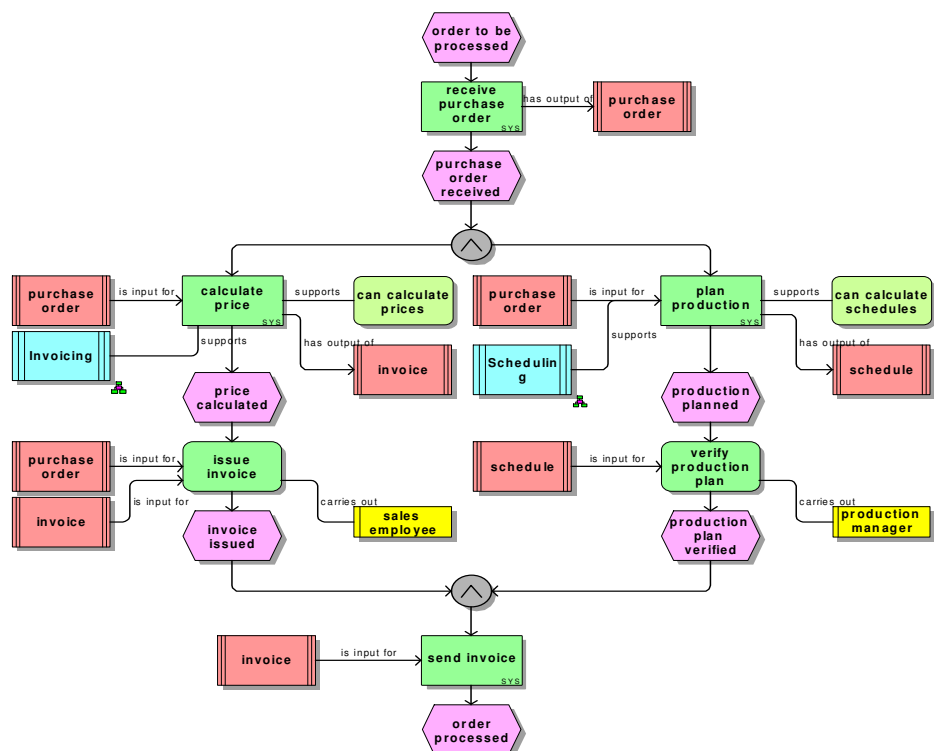 order to be
processed
receive
purchase
order
SYS
has output of
purchase
order
purchase
order
received
purchase
order
is input for
calculate
price
SYS
supports
can calculate
prices
purchase
order
is input for
plan
production
SYS
supports
can calculate
schedules
Invoicing
supports
has output of
invoice
Schedulin
g
supports
has output of
schedule
price
calculated
production
planned
purchase
order
is input for
issue
invoice
schedule
is input for
verify
production
plan
invoice
is input for
carries out
sales
employee
carries out
production
manager
invoice
issued
production
plan
verified
invoice
is input for
send invoice
SYS
order
processed